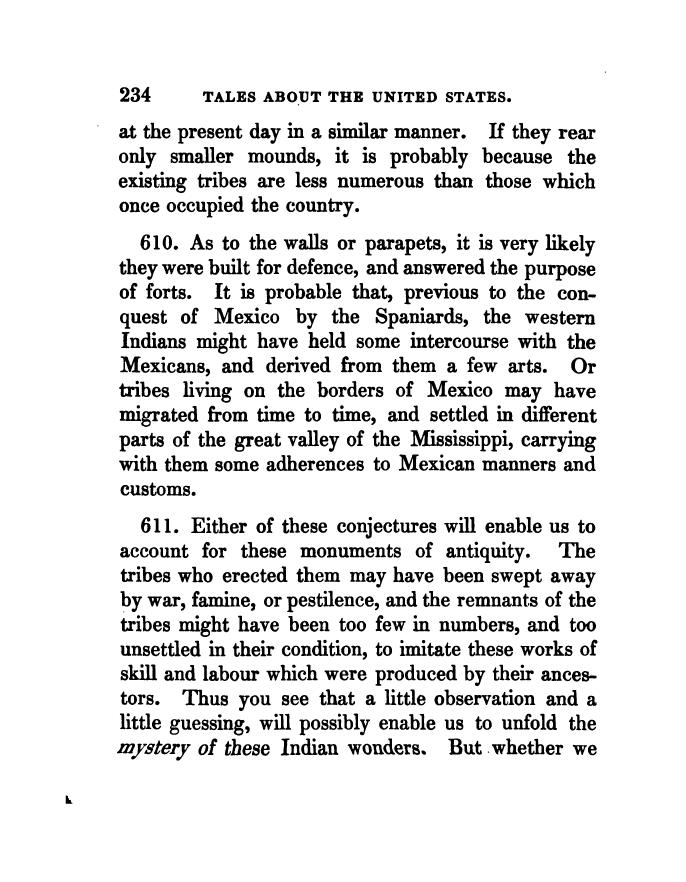 234 TALES ABOUT THE UNITED STATES.
at the present day in a similar manner. If they rear
only smaller mounds, it is probably because the
existing tribes are less numerous than those which
once occupied the country.
610. As to the walls or parapets, it is very likely
they were built for defence, and answered the purpose
of forts. It is probable that, previous to the con-
quest of Mexico by the Spaniards, the western
Indians might have held some intercourse with the
Mexicans, and derived from them a few arts. Or
tribes living on the borders of Mexico may have
migrated from time to time, and settled in different
parts of the great valley of the Mississippi, carrying
with them some adherences to Mexican manners and
customs.
611. Either of these conjectures will enable us to
account for these monuments of antiquity. The
tribes who erected them may have been swept away
by war, famine, or pestilence, and the remnants of the
tribes might have been too few in numbers, and too
unsettled in their condition, to imitate these works of
skill and labour which were produced by their ances-
tors. Thus you see that a little observation and a
little guessing, will possibly enable us to unfold the
mystery of these Indian wonders. But whether we